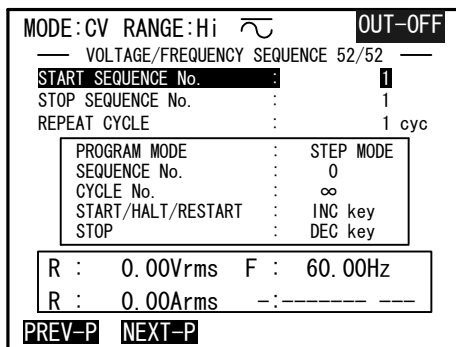 MODE:CV RANGE:Hi OUT-OFF
VOLTAGE/FREQUENCY SEQUENCE 52/52
START SEQUENCE No. : 1
STOP SEQUENCE No. : 1
REPEAT CYCLE : 1 cyc
PROGRAM MODE : STEP MODE
SEQUENCE No. : 0
CYCLE No. : ∞
START/HALT/RESTART : INC key
STOP : DEC key
R : 0.00Vrms F : 60.00Hz
R : 0.00Arms -:------- ---
PREV-P NEXT-P